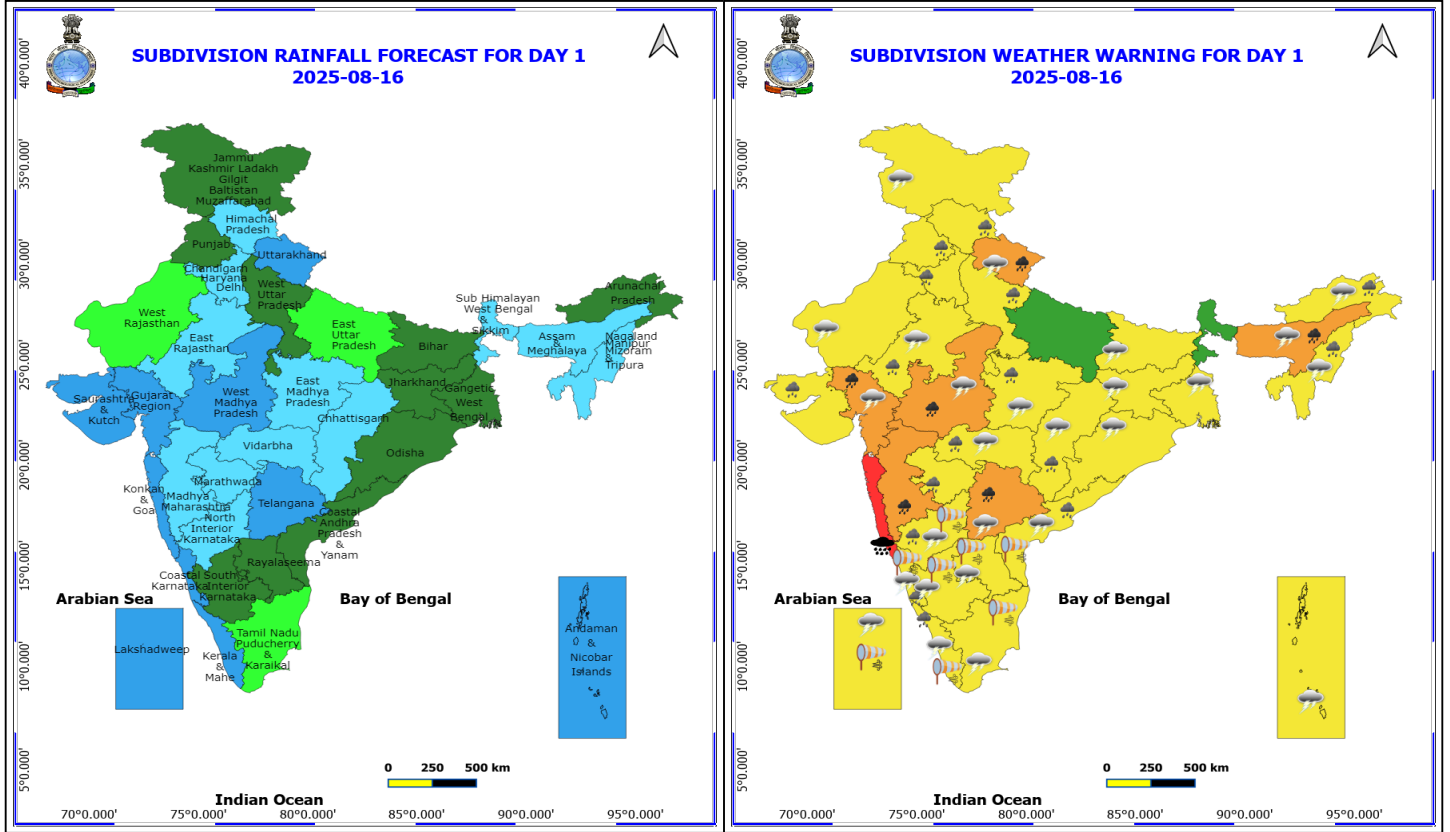 SUBDIVISION RAINFALL FORECAST FOR DAY 1
2025-08-16
40°0.000'
35°0.000'
30°0.000'
25°0.000'
20°0.000'
15°0.000'
10°0.000'
5°0.000'
Jammu
Kashmir Ladakh
Gilgit
Baltistan
Muzaffarabad
Himachal
Pradesh
Punjab
Uttarakhand
Chandigarh
Haryana
Delhi
West
Uttar
Pradesh
West
Rajasthan
East
Rajasthan
East
Uttar
Pradesh
Bihar
Sub Himalayan
West Bengal
&
Sikkim
Arunachal
Pradesh
Assam
&
Meghalaya
Nagaland
Manipur
Mizoram
&
Tripura
Jharkhand
Gangetic
West
Bengal
Saurashtra
&
Kutch
Gujarat
Region
West
Madhya
Pradesh
East
Madhya
Pradesh
Chhattisgarh
Vidarbha
Odisha
Konkan
&
Goa
Marathwada
Madhya
Maharashtra
North
Interior
Karnataka
Telangana
Coastal
Andhra
Pradesh
&
Yanam
Rayalaseema
Coastal
Karnataka
South
Interior
Karnataka
Tamil Nadu
Puducherry
&
Karaikal
Kerala
&
Mahe
Arabian Sea
Lakshadweep
Bay of Bengal
Andaman
&
Nicobar
Islands
0 250 500 km
Indian Ocean
70°0.000' 75°0.000' 80°0.000' 85°0.000' 90°0.000' 95°0.000'
SUBDIVISION WEATHER WARNING FOR DAY 1
2025-08-16
40°0.000'
35°0.000'
30°0.000'
25°0.000'
20°0.000'
15°0.000'
10°0.000'
5°0.000'
Arabian Sea
Bay of Bengal
0 250 500 km
Indian Ocean
70°0.000' 75°0.000' 80°0.000' 85°0.000' 90°0.000' 95°0.000'